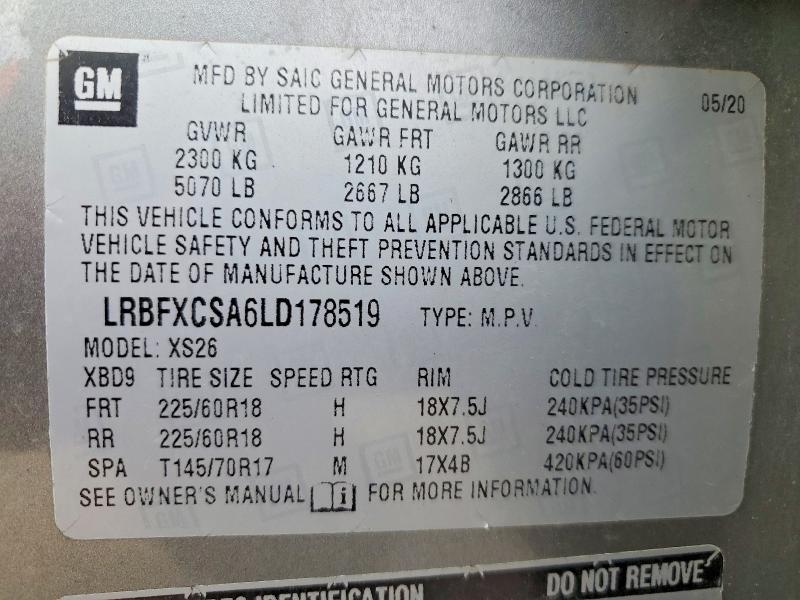 GM
MFD BY SAIC GENERAL MOTORS CORPORATION
LIMITED FOR GENERAL MOTORS LLC
05/20
GVWR GAWR FRT GAWR RR
2300 KG 1210 KG 1300 KG
5070 LB 2667 LB 2866 LB
THIS VEHICLE CONFORMS TO ALL APPLICABLE U.S. FEDERAL MOTOR
VEHICLE SAFETY AND THEFT PREVENTION STANDARDS IN EFFECT ON
THE DATE OF MANUFACTURE SHOWN ABOVE.
LRBFXCSA6LD178519 TYPE: M.P.V
MODEL: XS26
XBD9 TIRE SIZE SPEED RTG RIM COLD TIRE PRESSURE
FRT 225/60R18 H 18X7.5J 240KPA(35PSI)
RR 225/60R18 H 18X7.5J 240KPA(35PSI)
SPA T145/70R17 M 17X4B 420KPA(60PSI)
SEE OWNER'S MANUAL i FOR MORE INFORMATION.
IDENTIFICATION DO NOT REMOVE